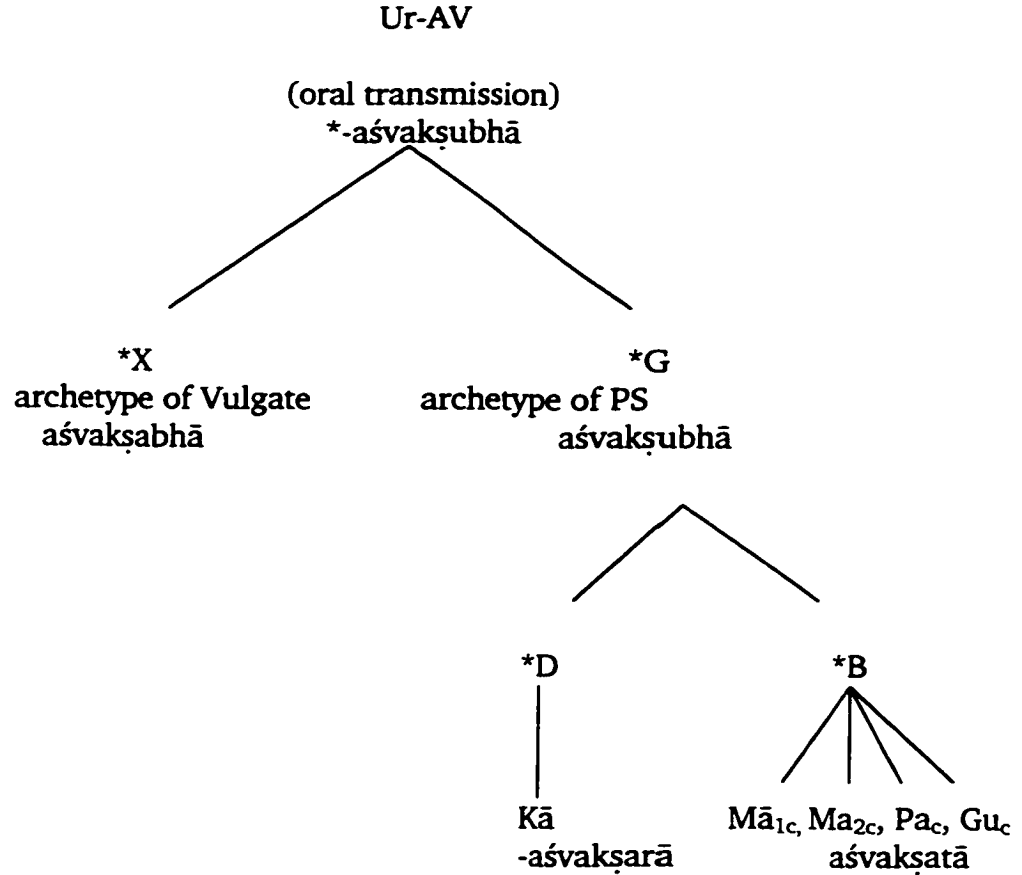 Ur-AV
(oral transmission)
*-aśvakṣubhā
*X
*G
archetype of Vulgate
archetype of PS
aśvakṣabhā
aśvakṣubhā
*D
*B
Kā
Mā1c, Ma2c, Pac, Guc
-aśvakṣarā
aśvakṣatā